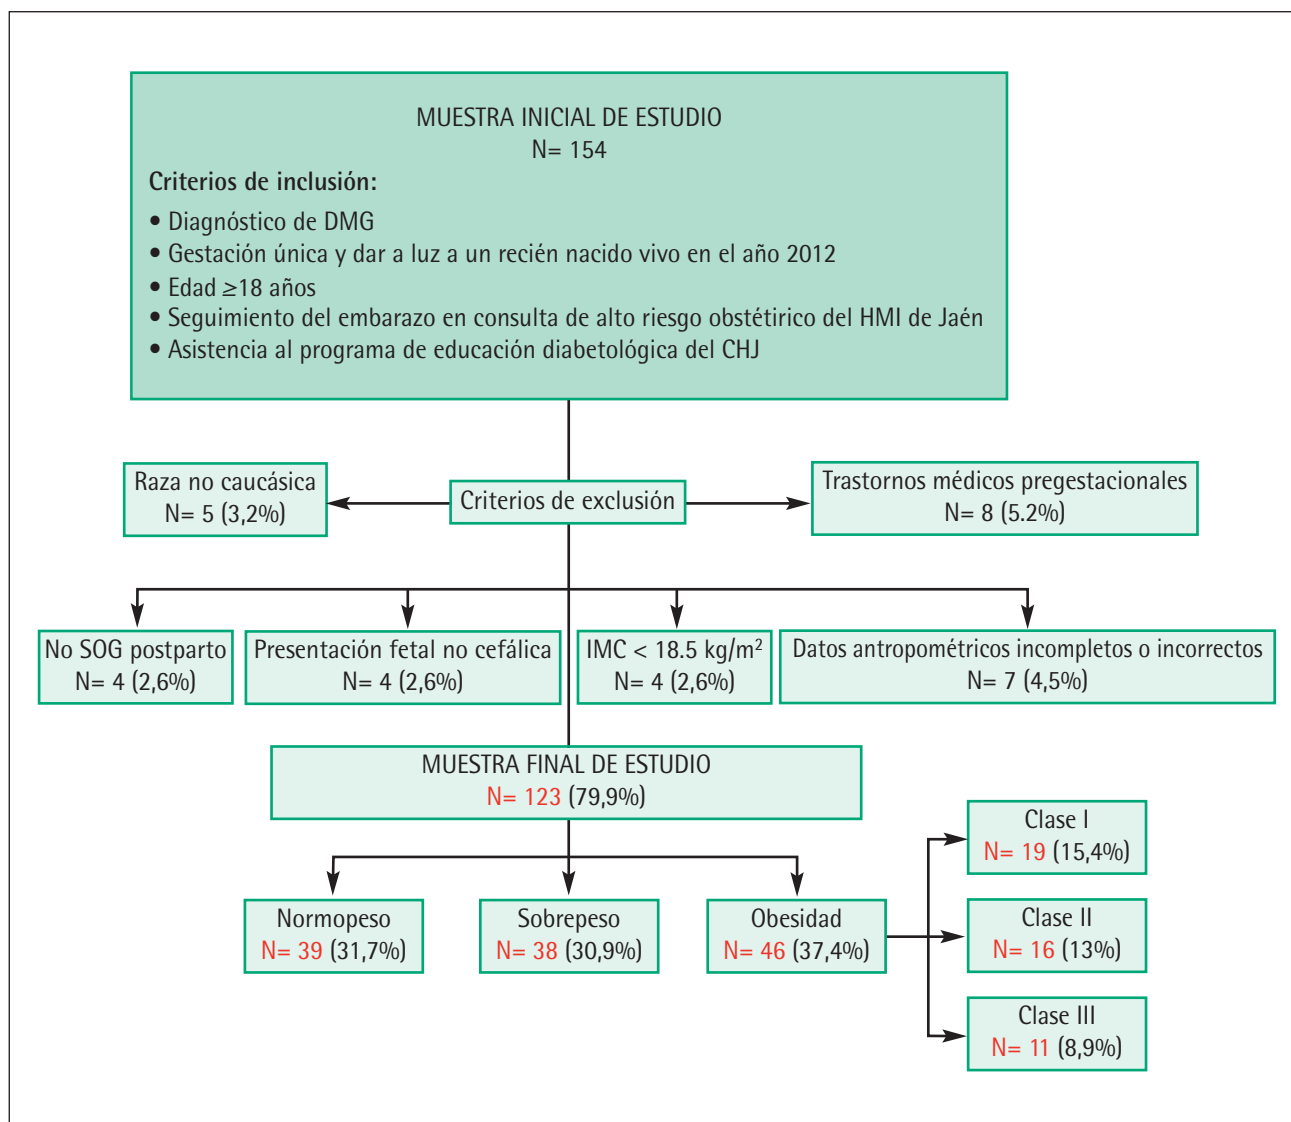 MUESTRA INICIAL DE ESTUDIO
N= 154
Criterios de inclusión:
• Diagnóstico de DMG
• Gestación única y dar a luz a un recién nacido vivo en el año 2012
• Edad ≥18 años
• Seguimiento del embarazo en consulta de alto riesgo obstétirico del HMI de Jaén
• Asistencia al programa de educación diabetológica del CHJ
Raza no caucásica
N= 5 (3,2%)
Criterios de exclusión
Trastornos médicos pregestacionales
N= 8 (5.2%)
No SOG postparto
N= 4 (2,6%)
Presentación fetal no cefálica
N= 4 (2,6%)
IMC < 18.5 kg/m²
N= 4 (2,6%)
Datos antropométricos incompletos o incorrectos
N= 7 (4,5%)
MUESTRA FINAL DE ESTUDIO
N= 123 (79,9%)
Normopeso
N= 39 (31,7%)
Sobrepeso
N= 38 (30,9%)
Obesidad
N= 46 (37,4%)
Clase I
N= 19 (15,4%)
Clase II
N= 16 (13%)
Clase III
N= 11 (8,9%)